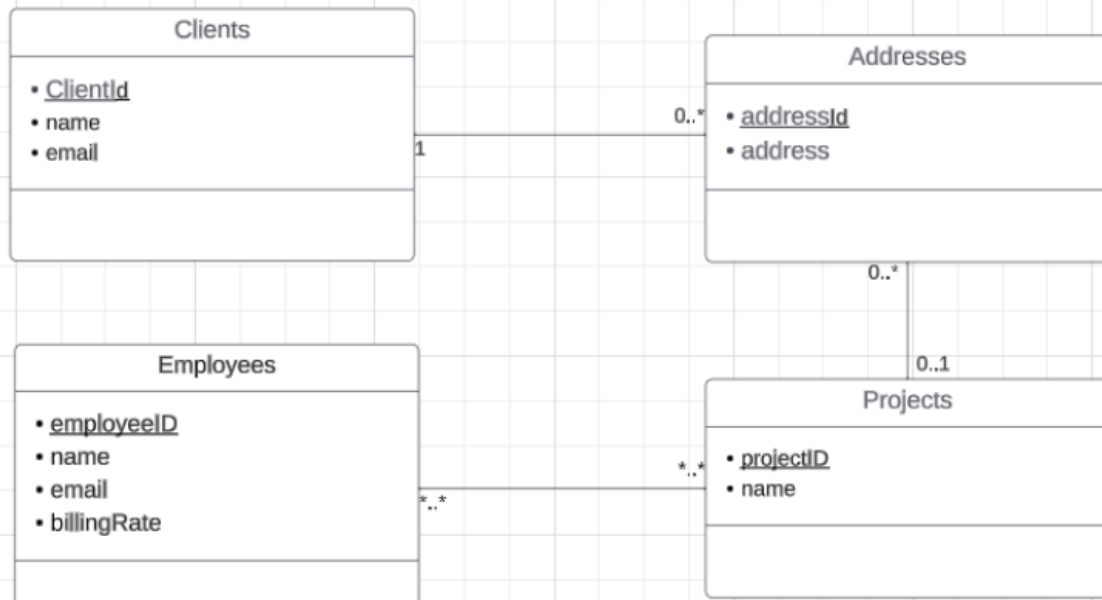 Clients
• ClientId
• name
• email
1
0..*
Addresses
• addressId
• address
0..*
0..1
Employees
• employeeID
• name
• email
• billingRate
*..*
*..*
Projects
• projectID
• name